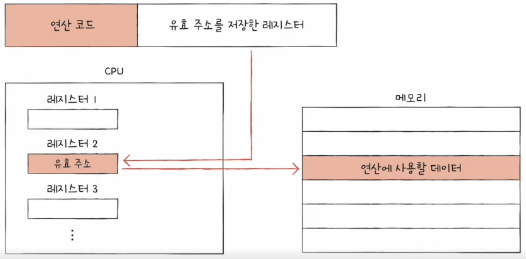 연산 코드
유효 주소를 저장한 레지스터
CPU
메모리
레지스터 1
레지스터 2
유효 주소
연산에 사용할 데이터
레지스터 3
⋮